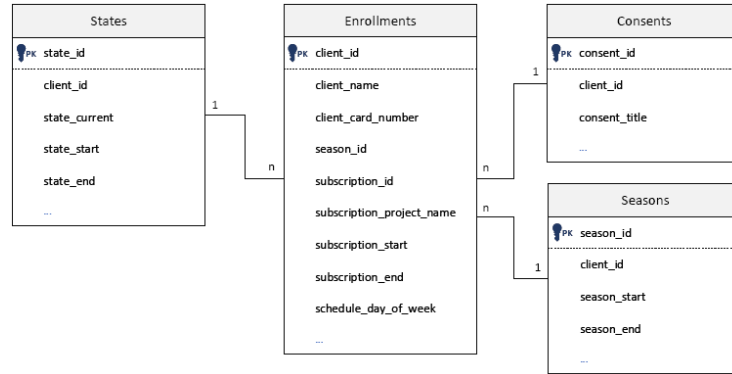 States
PK state_id
client_id
state_current
state_start
state_end
...
1
n
Enrollments
PK client_id
client_name
client_card_number
season_id
subscription_id
subscription_project_name
subscription_start
subscription_end
schedule_day_of_week
...
n
1
n
1
Consents
PK consent_id
client_id
consent_title
...
Seasons
PK season_id
client_id
season_start
season_end
...